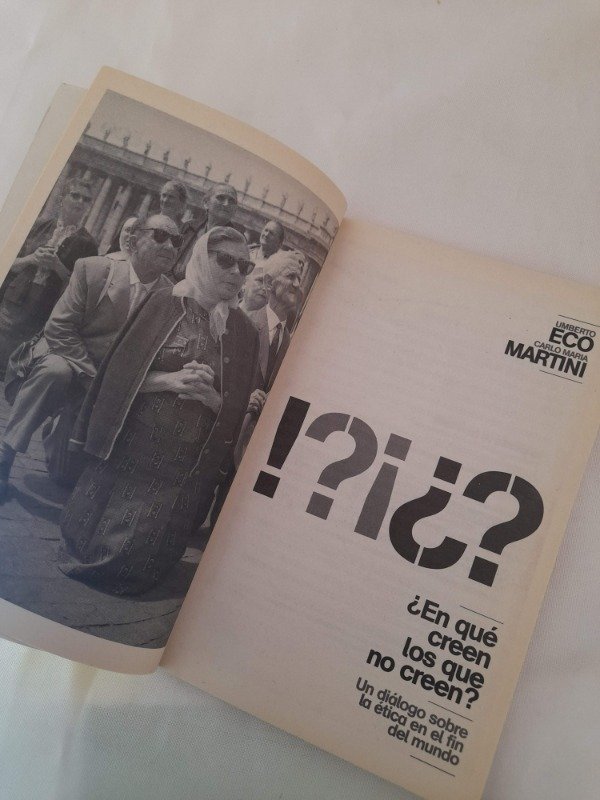 UMBERTO
ECO
CARLO MARIA
MARTINI
!?¡¿?
¿En qué
creen
los que
no creen?
Un diálogo sobre
la ética en el fin
del mundo